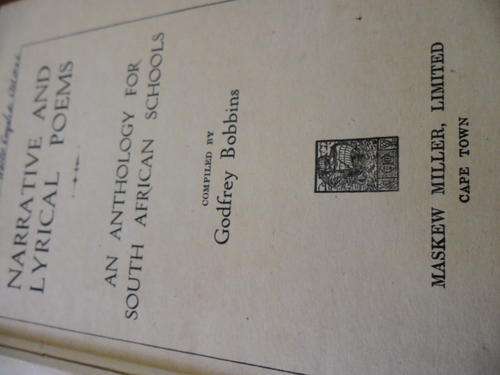 NARRATIVE AND
LYRICAL POEMS
AN ANTHOLOGY FOR
SOUTH AFRICAN SCHOOLS
COMPILED BY
Godfrey Bobbins
MASKEW MILLER, LIMITED
CAPE TOWN